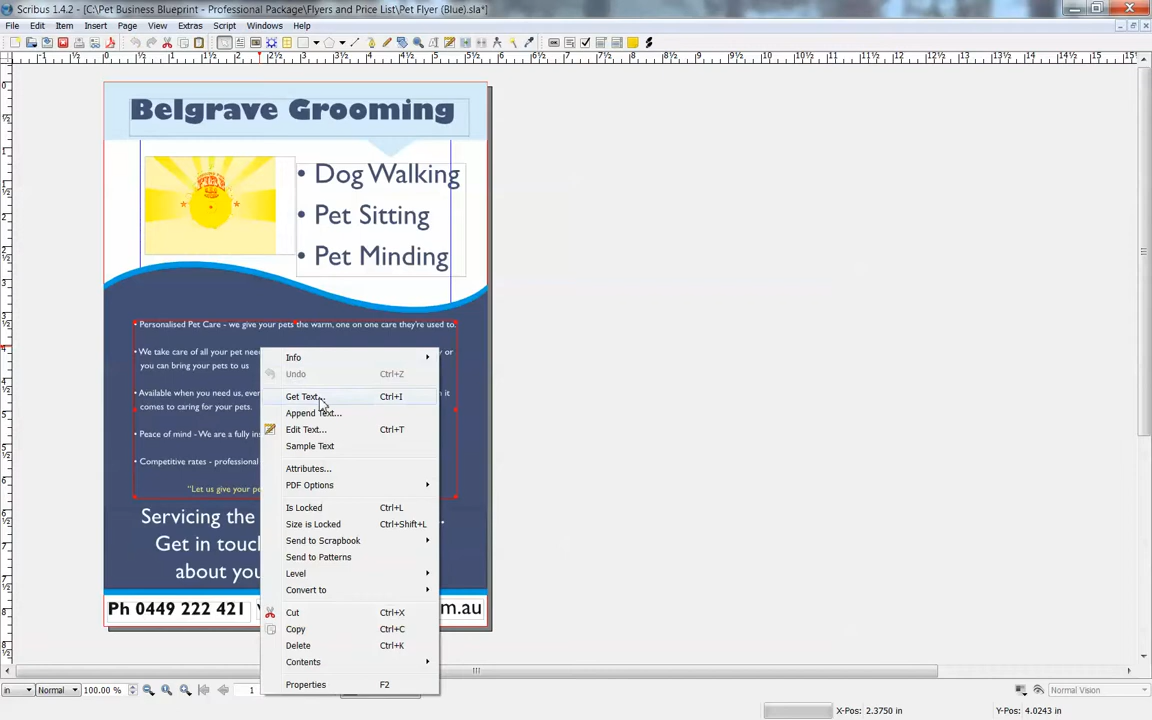 Scribus 1.4.2 - [C:\Pet Business Blueprint - Professional Package\Flyers and Price List\Pet Flyer (Blue).sla*]
File Edit Item Insert Page View Extras Script Windows Help
Belgrave Grooming
• Dog Walking
• Pet Sitting
• Pet Minding
• Personalised Pet Care - we give your pets the warm, one on one care they're used to.
• We take care of all your pet or
you can bring your pets to us
• Available when you need us, it
comes to caring for your pets.
• Peace of mind - We are a fully
• Competitive rates - professional
"Let us give your
Servicing the .
Get in touc
about you
Ph 0449 222 421 m.au
Info
Undo Ctrl+Z
Get Text... Ctrl+I
Append Text...
Edit Text... Ctrl+T
Sample Text
Attributes...
PDF Options
Is Locked Ctrl+L
Size is Locked Ctrl+Shift+L
Send to Scrapbook
Send to Patterns
Level
Convert to
Cut Ctrl+X
Copy Ctrl+C
Delete Ctrl+K
Contents
Properties F2
in Normal 100.00 % 1 Normal Vision
X-Pos: 2.3750 in Y-Pos: 4.0243 in